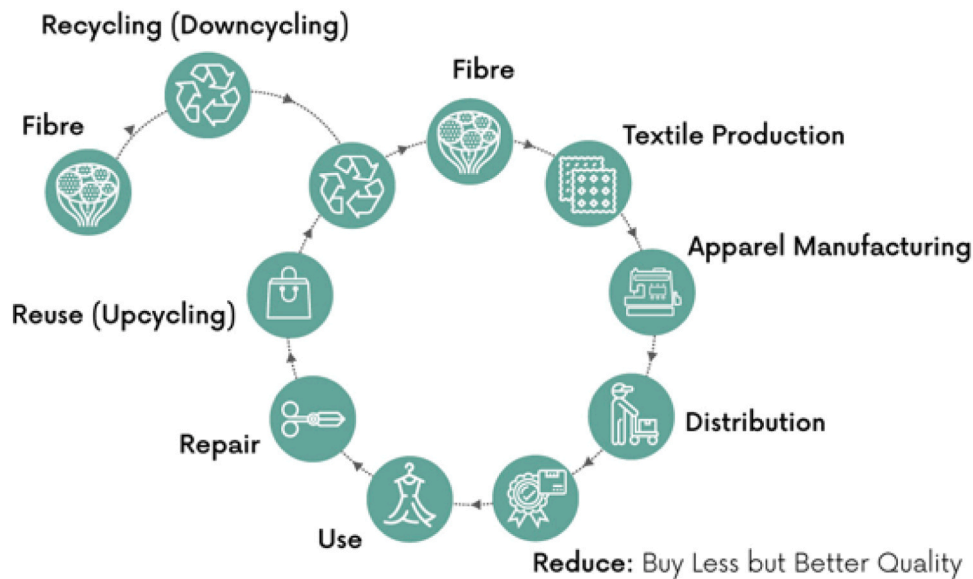 Recycling (Downcycling)
Fibre
Fibre
Textile Production
Apparel Manufacturing
Reuse (Upcycling)
Distribution
Repair
Use
Reduce: Buy Less but Better Quality